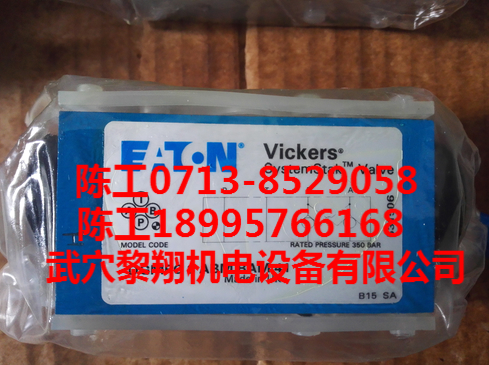 EATON Vickers®
SystemStak™ Valve
陈工0713-8529058
陈工18995766168
MODEL CODE RATED PRESSURE 350 BAR
武穴黎翔机电设备有限公司
B15 SA